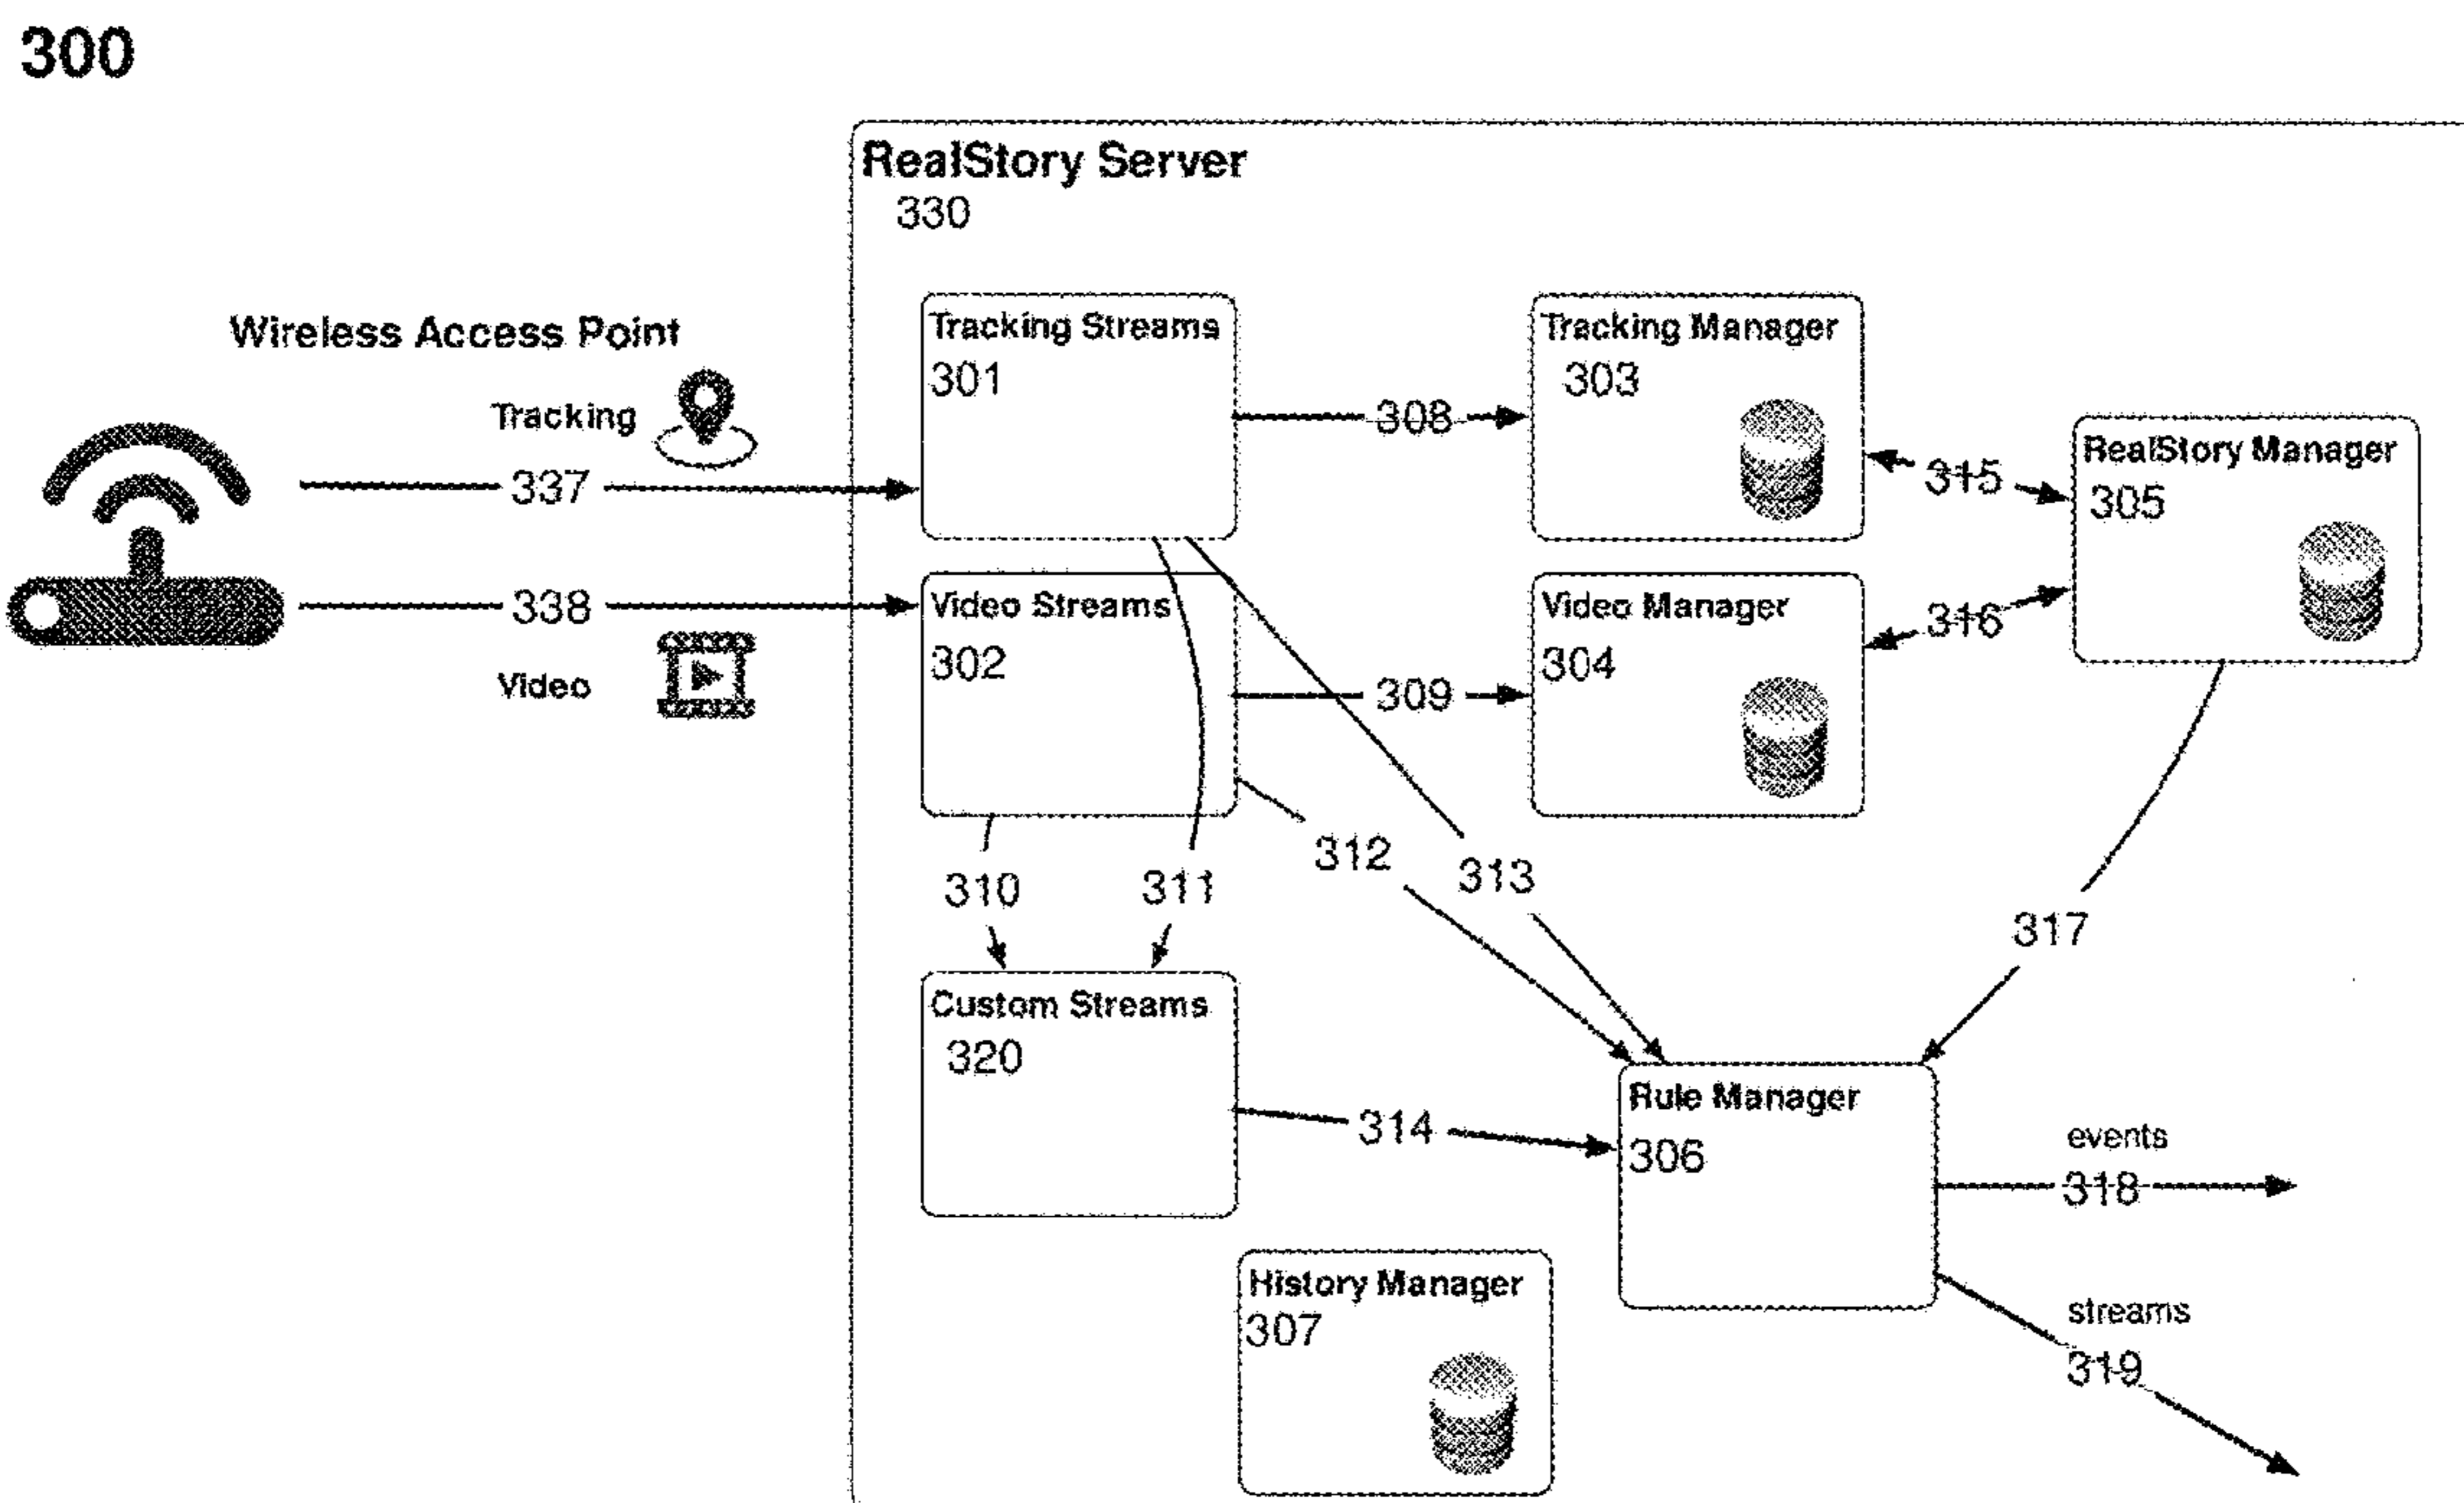 300
RealStory Server
330
Wireless Access Point
Tracking
337
338
Video
Tracking Streams
301
308
Tracking Manager
303
315
RealStory Manager
305
Video Streams
302
309
Video Manager
304
316
310
311
312
313
317
Custom Streams
320
314
Rule Manager
306
events
318
streams
319
History Manager
307